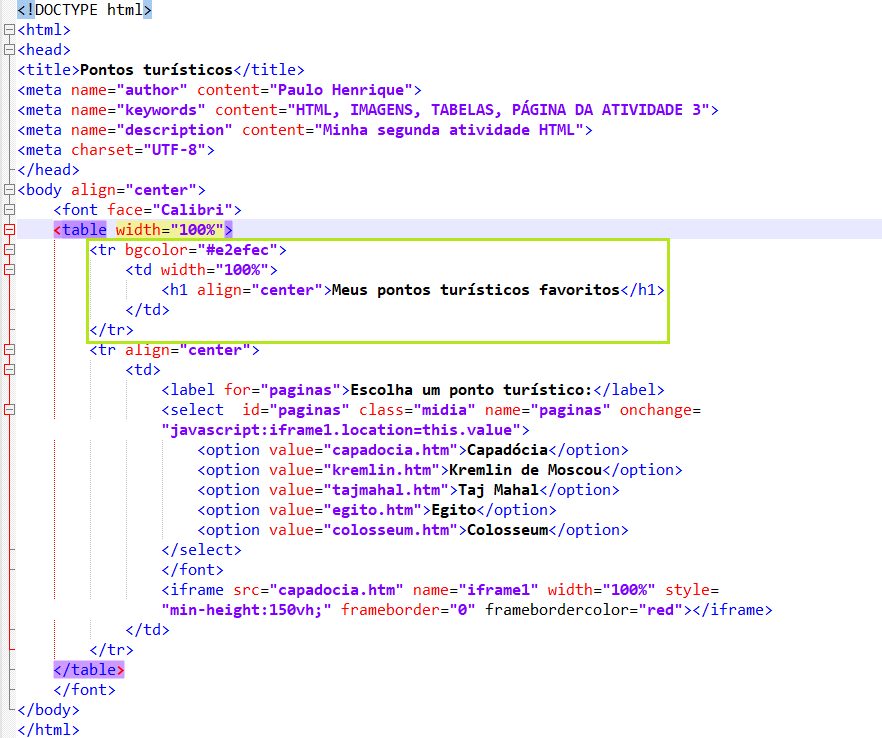 <!DOCTYPE html>
<html>
<head>
<title>Pontos turísticos</title>
<meta name="author" content="Paulo Henrique">
<meta name="keywords" content="HTML, IMAGENS, TABELAS, PÁGINA DA ATIVIDADE 3">
<meta name="description" content="Minha segunda atividade HTML">
<meta charset="UTF-8">
</head>
<body align="center">
<font face="Calibri">
<table width="100%">
<tr bgcolor="#e2efec">
<td width="100%">
<h1 align="center">Meus pontos turísticos favoritos</h1>
</td>
</tr>
<tr align="center">
<td>
<label for="paginas">Escolha um ponto turístico:</label>
<select  id="paginas" class="midia" name="paginas" onchange=
"javascript:iframe1.location=this.value">
<option value="capadocia.htm">Capadócia</option>
<option value="kremlin.htm">Kremlin de Moscou</option>
<option value="tajmahal.htm">Taj Mahal</option>
<option value="egito.htm">Egito</option>
<option value="colosseum.htm">Colosseum</option>
</select>
</font>
<iframe src="capadocia.htm" name="iframe1" width="100%" style=
"min-height:150vh;" frameborder="0" framebordercolor="red"></iframe>
</td>
</tr>
</table>
</font>
</body>
</html>